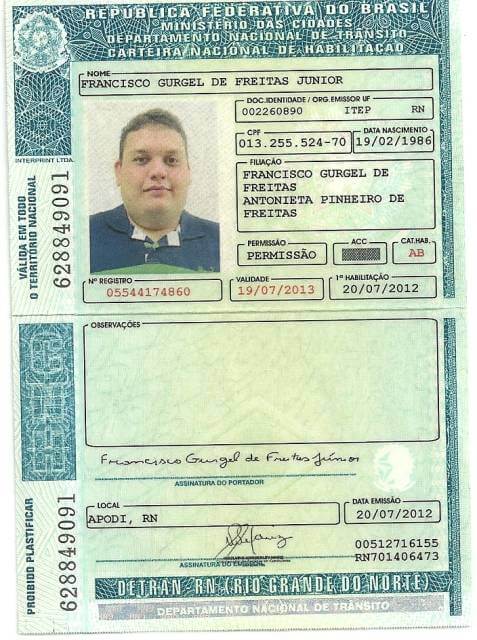 REPÚBLICA FEDERATIVA DO BRASIL
MINISTÉRIO DAS CIDADES
DEPARTAMENTO NACIONAL DE TRÂNSITO
CARTEIRA NACIONAL DE HABILITAÇÃO
NOME
FRANCISCO GURGEL DE FREITAS JUNIOR
DOC.IDENTIDADE / ORG.EMISSOR UF
002260890 ITEP RN
CPF
013.255.524-70
DATA NASCIMENTO
19/02/1986
FILIAÇÃO
FRANCISCO GURGEL DE
FREITAS
ANTONIETA PINHEIRO DE
FREITAS
PERMISSÃO
PERMISSÃO
ACC
CAT.HAB.
AB
Nº REGISTRO
05544174860
VALIDADE
19/07/2013
1ª HABILITAÇÃO
20/07/2012
INTERPRINT LTDA.
VÁLIDA EM TODO
O TERRITÓRIO NACIONAL
628849091
OBSERVAÇÕES
Francisco Gurgel de Freitas Júnior
ASSINATURA DO PORTADOR
LOCAL
APODI, RN
DATA EMISSÃO
20/07/2012
ASSINATURA DO EMISSOR
00512716155
RN701406473
PROIBIDO PLASTIFICAR
628849091
DETRAN RN (RIO GRANDE DO NORTE)
DEPARTAMENTO NACIONAL DE TRÂNSITO